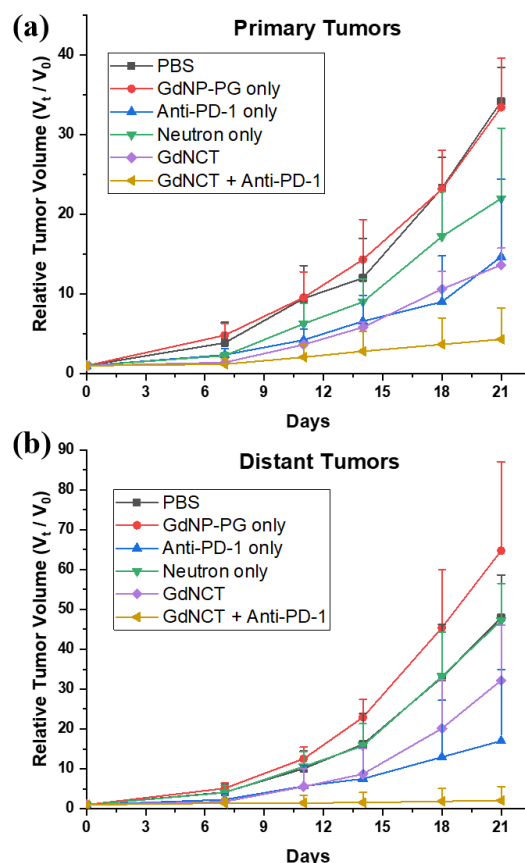 (a)
Primary Tumors
Relative Tumor Volume (Vt / V0)
40
30
20
10
0
PBS
GdNP-PG only
Anti-PD-1 only
Neutron only
GdNCT
GdNCT + Anti-PD-1
0 3 6 9 12 15 18 21
Days
(b)
Distant Tumors
Relative Tumor Volume (Vt / V0)
90
80
70
60
50
40
30
20
10
0
PBS
GdNP-PG only
Anti-PD-1 only
Neutron only
GdNCT
GdNCT + Anti-PD-1
0 3 6 9 12 15 18 21
Days